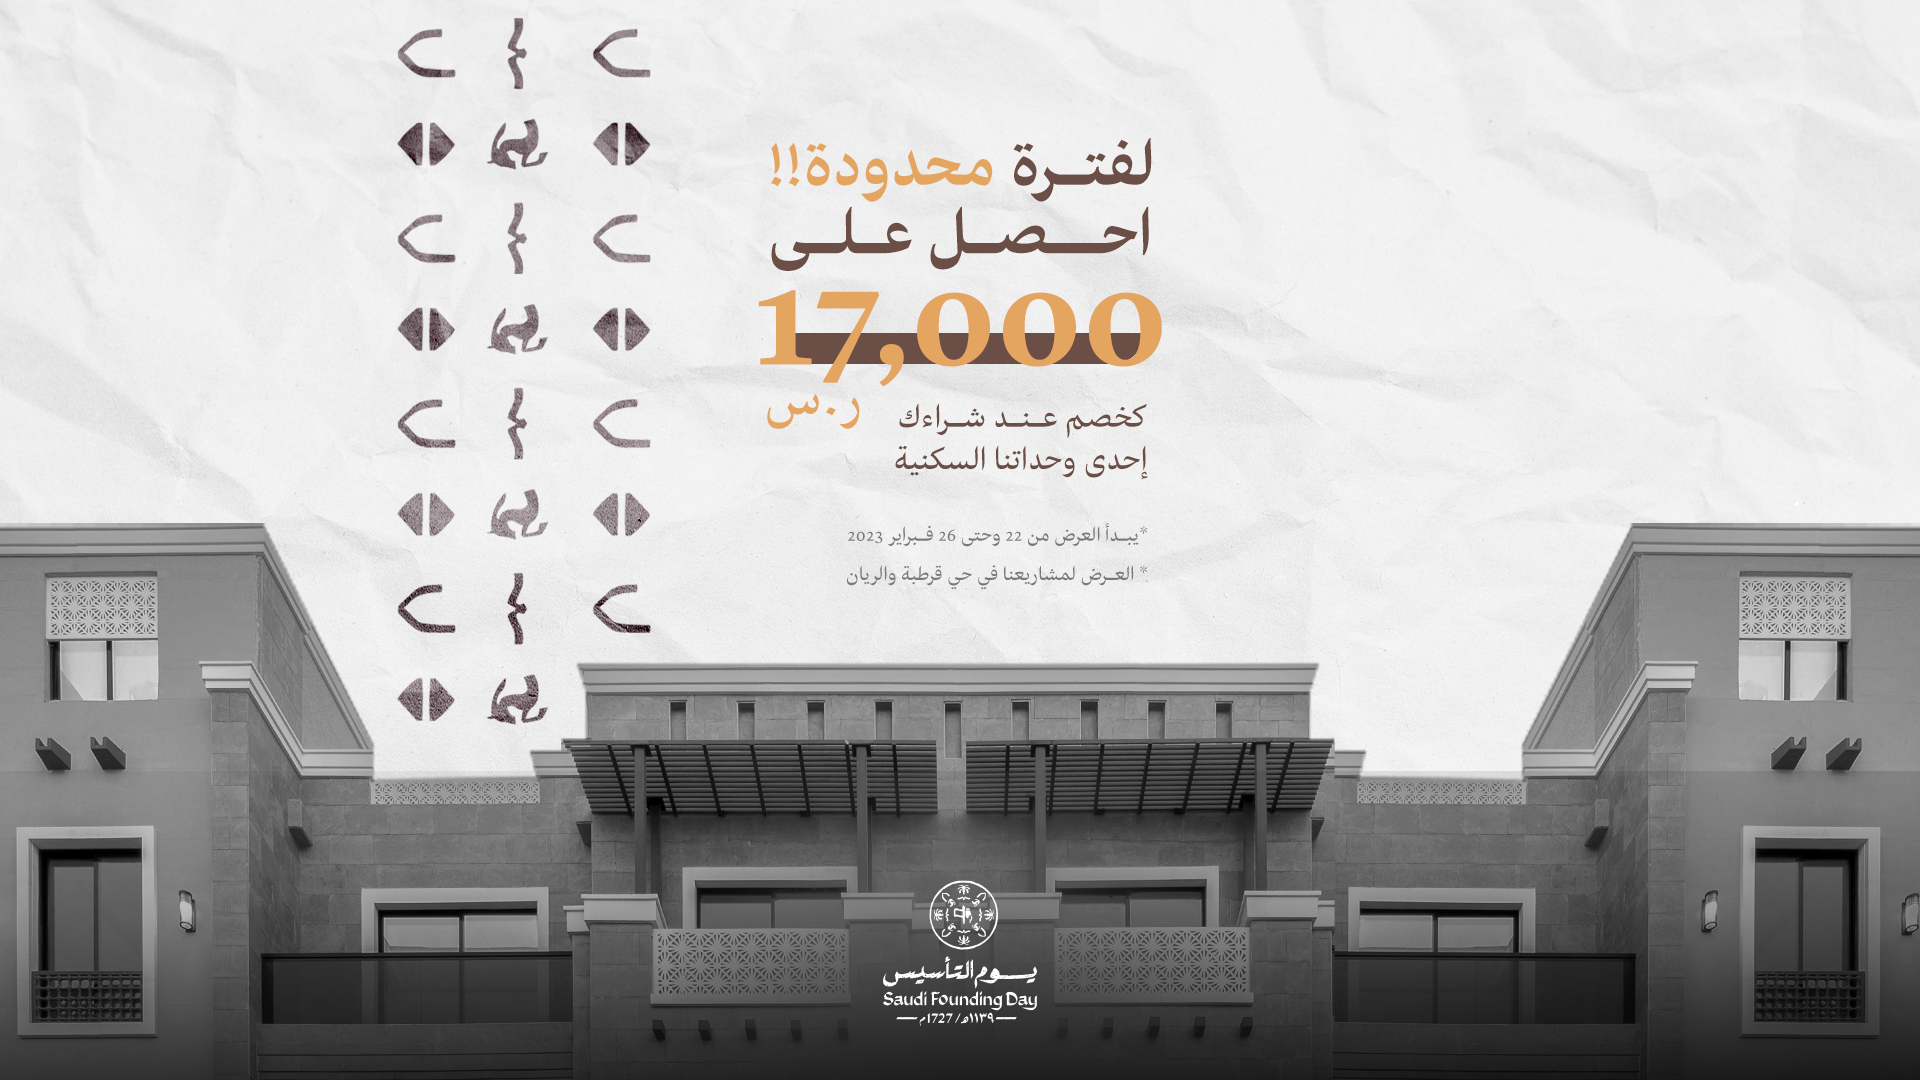 لفترة محدودة!!
احصل على
17,000
ر.س
كخصم عند شراءك
إحدى وحداتنا السكنية
*يبدأ العرض من 22 وحتى 26 فبراير 2023
* العرض لمشاريعنا في حي قرطبة والريان
يوم التأسيس
Saudi Founding Day
١١٣٩هـ/ 1727م